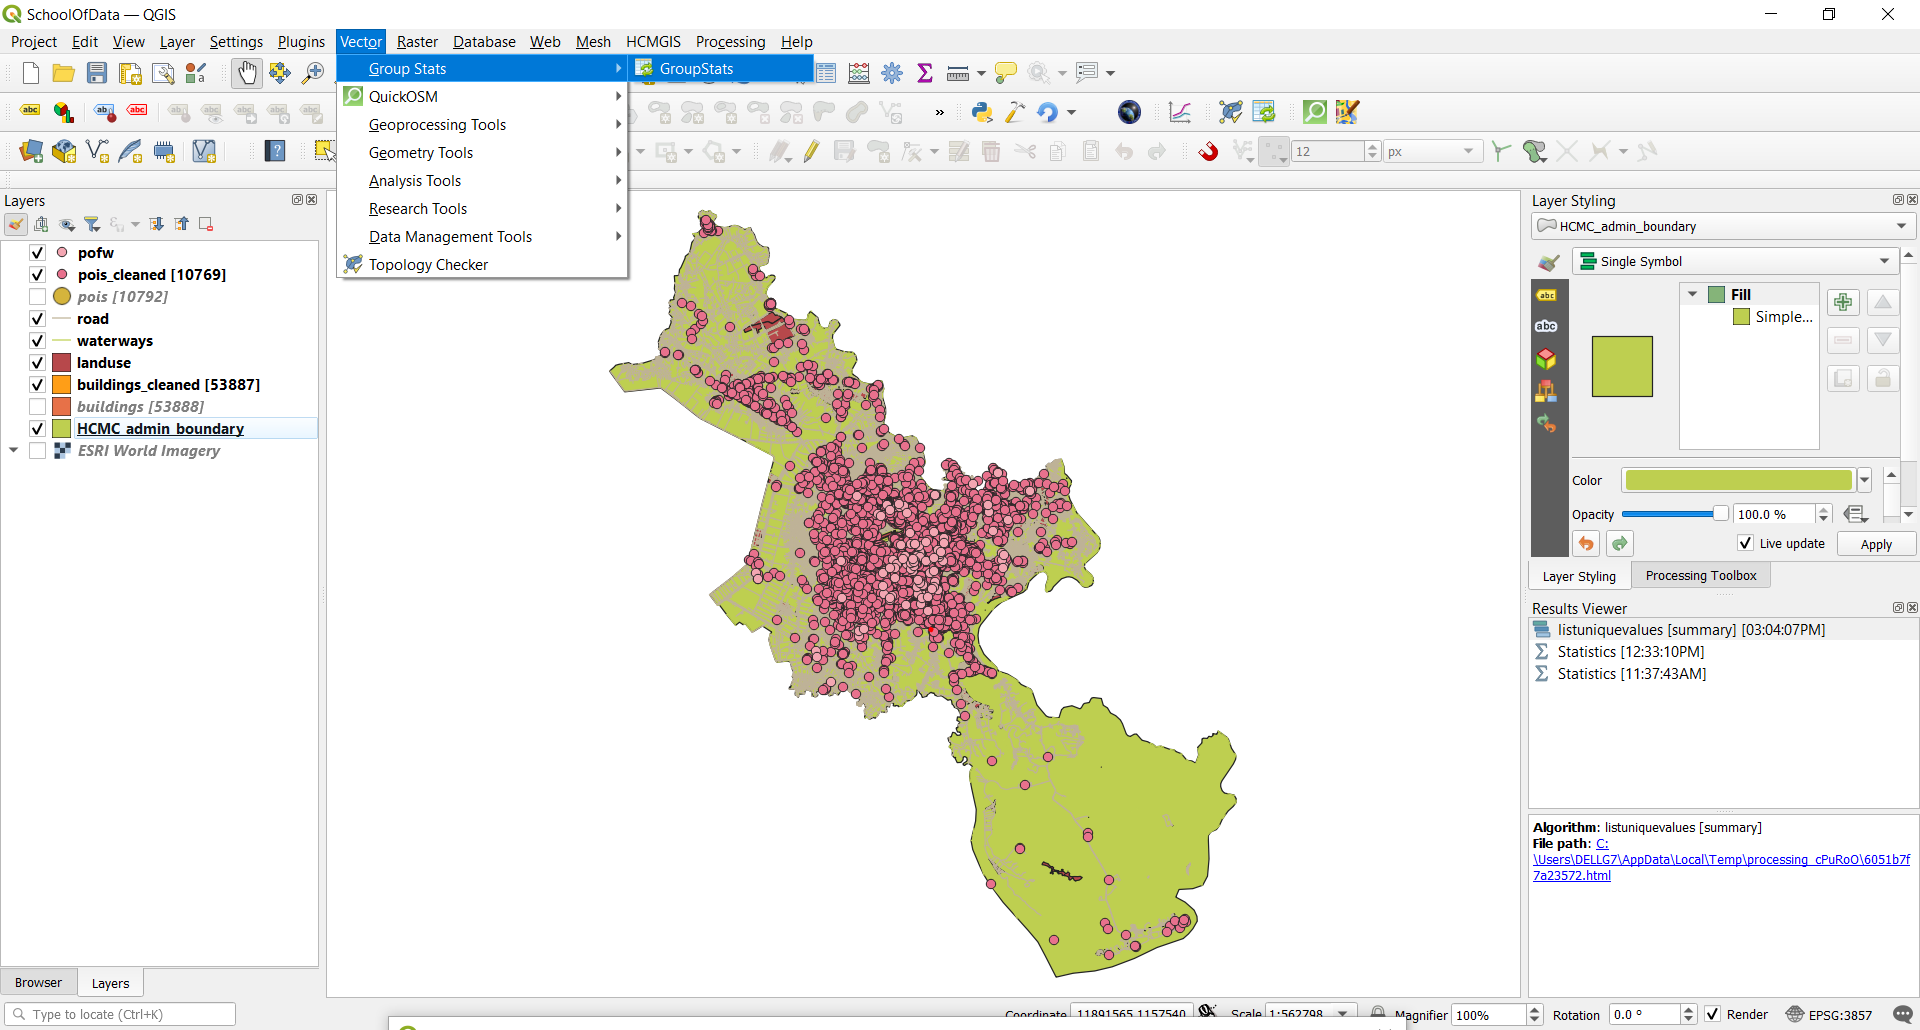 SchoolOfData — QGIS
Project Edit View Layer Settings Plugins Vector Raster Database Web Mesh HCMGIS Processing Help
Group Stats
GroupStats
QuickOSM
Geoprocessing Tools
Geometry Tools
Analysis Tools
Research Tools
Data Management Tools
Topology Checker
abc
abc
»
12
px
Layers
pofw
pois_cleaned [10769]
pois [10792]
road
waterways
landuse
buildings_cleaned [53887]
buildings [53888]
HCMC_admin_boundary
ESRI World Imagery
Browser
Layers
Type to locate (Ctrl+K)
Layer Styling
HCMC_admin_boundary
Single Symbol
abc
abc
Fill
Simple...
Color
Opacity
100.0 %
Live update
Apply
Layer Styling
Processing Toolbox
Results Viewer
listuniquevalues [summary] [03:04:07PM]
Statistics [12:33:10PM]
Statistics [11:37:43AM]
Algorithm: listuniquevalues [summary]
File path: C:
\Users\DELLG7\AppData\Local\Temp\processing_cPuRoO\6051b7f
7a23572.html
Coordinate 11891565,1157540 Scale 1:562798 Magnifier 100% Rotation 0.0 ° Render EPSG:3857